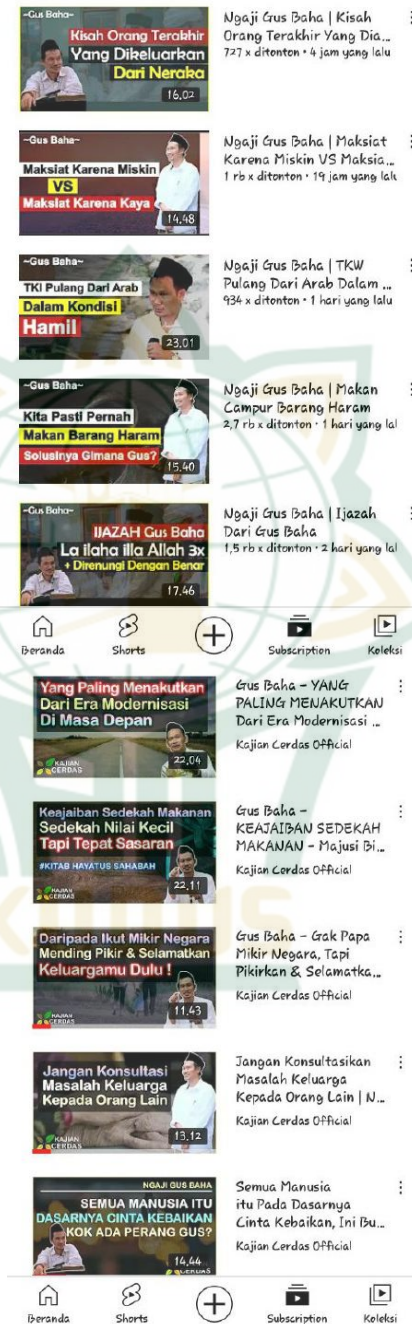 ~Gus Baha~
Kisah Orang Terakhir
Yang Dikeluarkan
Dari Neraka
16.02
Ngaji Gus Baha | Kisah
Orang Terakhir Yang Dia...
727 x ditonton • 4 jam yang lalu
~Gus Baha~
Maksiat Karena Miskin
VS
Maksiat Karena Kaya
14.48
Ngaji Gus Baha | Maksiat
Karena Miskin VS Maksia...
1 rb x ditonton • 19 jam yang lalu
~Gus Baha~
TKI Pulang Dari Arab
Dalam Kondisi
Hamil
23.01
Ngaji Gus Baha | TKW
Pulang Dari Arab Dalam ...
934 x ditonton • 1 hari yang lalu
~Gus Baha~
Kita Pasti Pernah
Makan Barang Haram
Solusinya Gimana Gus?
15.40
Ngaji Gus Baha | Makan
Campur Barang Haram
2,7 rb x ditonton • 1 hari yang lal
~Gus Baha~
IJAZAH Gus Baha
La ilaha illa Allah 3x
+ Direnungi Dengan Benar
17.46
Ngaji Gus Baha | Ijazah
Dari Gus Baha
1,5 rb x ditonton • 2 hari yang lal
Beranda Shorts Subscription Koleksi
Yang Paling Menakutkan
Dari Era Modernisasi
Di Masa Depan
KAJIAN
CERDAS
22.04
Gus Baha - YANG
PALING MENAKUTKAN
Dari Era Modernisasi ...
Kajian Cerdas Official
Keajaiban Sedekah Makanan
Sedekah Nilai Kecil
Tapi Tepat Sasaran
#KITAB HAYATUS SAHABAH
KAJIAN
CERDAS
22.11
Gus Baha -
KEAJAIBAN SEDEKAH
MAKANAN - Majusi Bi...
Kajian Cerdas Official
Daripada Ikut Mikir Negara
Mending Pikir & Selamatkan
Keluargamu Dulu !
KAJIAN
CERDAS
11.43
Gus Baha - Gak Papa
Mikir Negara, Tapi
Pikirkan & Selamatka...
Kajian Cerdas Official
Jangan Konsultasi
Masalah Keluarga
Kepada Orang Lain
KAJIAN
CERDAS
13.12
Jangan Konsultasikan
Masalah Keluarga
Kepada Orang Lain | N...
Kajian Cerdas Official
NGAJI GUS BAHA
SEMUA MANUSIA ITU
DASARNYA CINTA KEBAIKAN
KOK ADA PERANG GUS?
14.44
Semua Manusia
itu Pada Dasarnya
Cinta Kebaikan, Ini Bu...
Kajian Cerdas Official
Beranda Shorts Subscription Koleksi